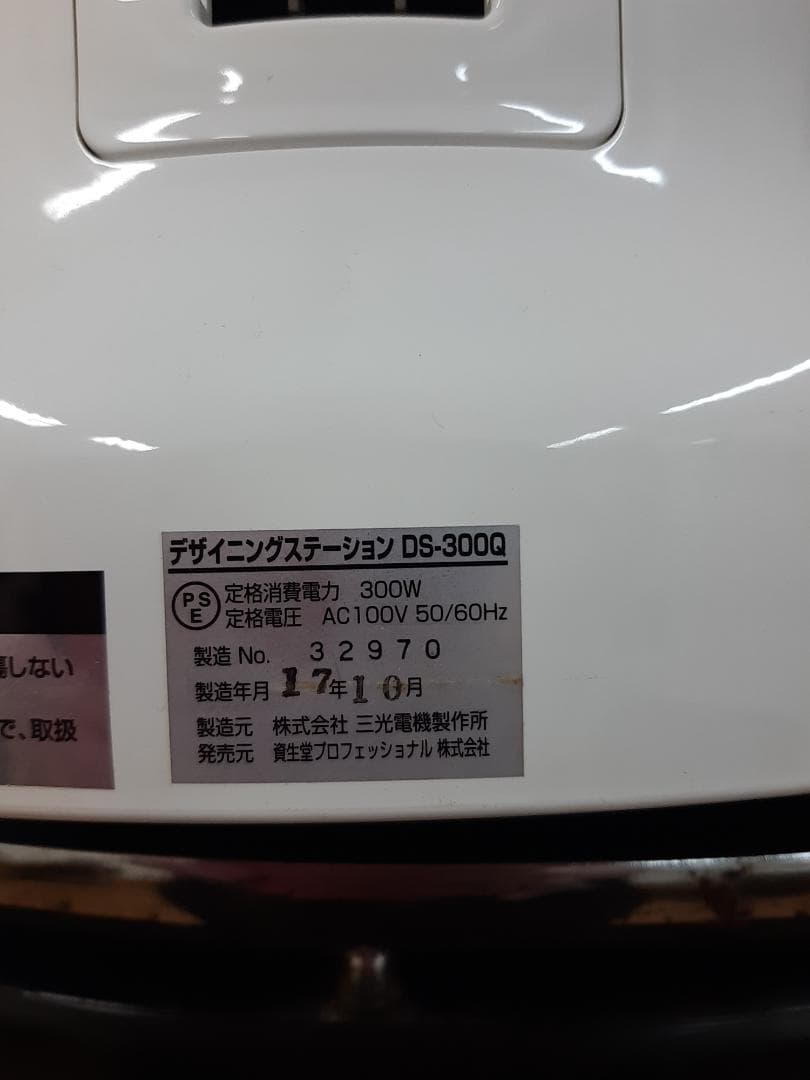 デザイニングステーション DS-300Q
PSE 定格消費電力 300W
定格電圧 AC100V 50/60Hz
製造 No. 32970
製造年月 17年10月
製造元 株式会社 三光電機製作所
発売元 資生堂プロフェッショナル 株式会社
傷しない
で、取扱